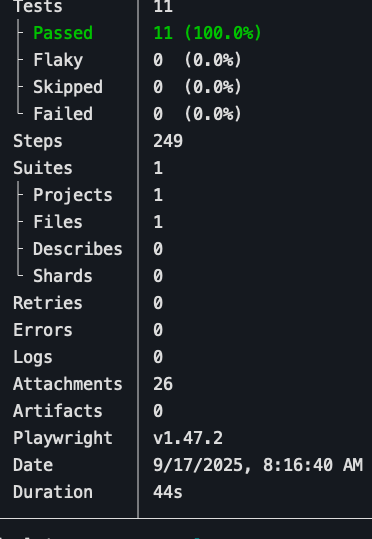 Tests 11
Passed 11 (100.0%)
Flaky 0 (0.0%)
Skipped 0 (0.0%)
Failed 0 (0.0%)
Steps 249
Suites 1
Projects 1
Files 1
Describes 0
Shards 0
Retries 0
Errors 0
Logs 0
Attachments 26
Artifacts 0
Playwright v1.47.2
Date 9/17/2025, 8:16:40 AM
Duration 44s